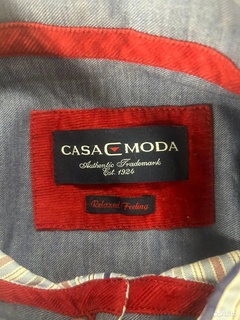 CASA MODA
Authentic Trademark
Est. 1924
Relaxed Feeling